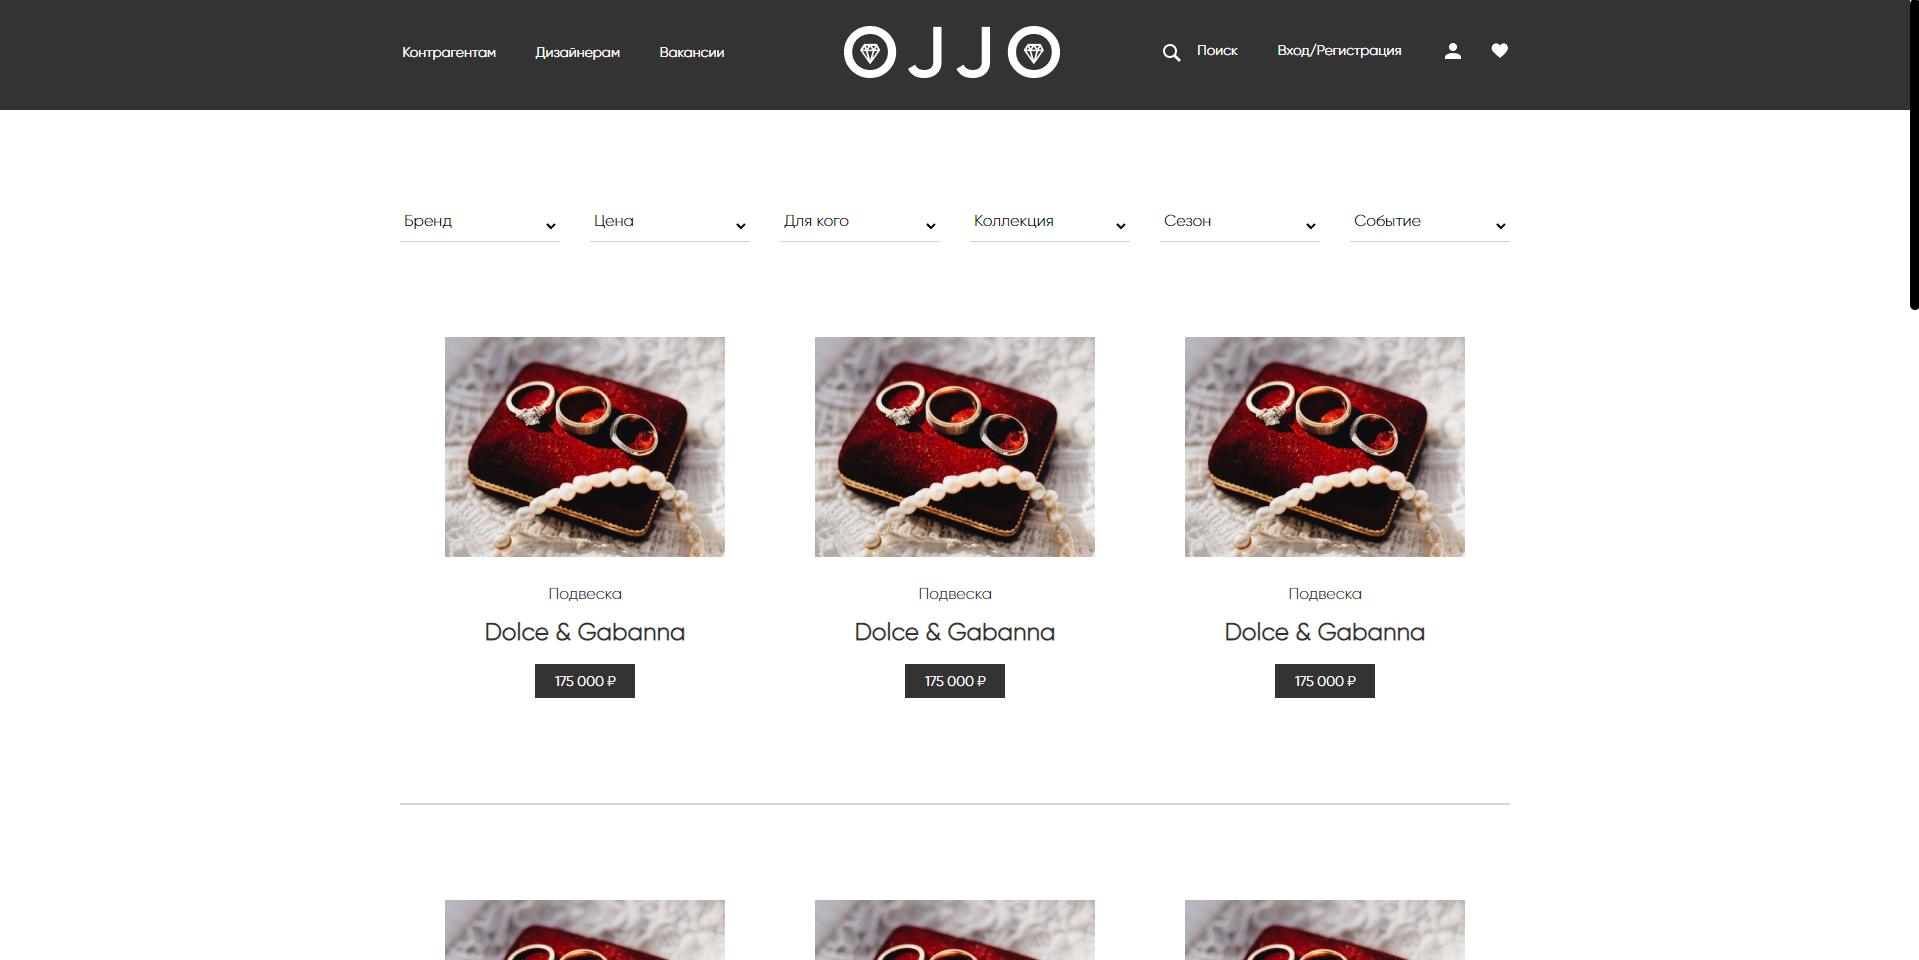 Контрагентам Дизайнерам Вакансии OJJO Поиск Вход/Регистрация
Бренд Цена Для кого Коллекция Сезон Событие
Подвеска Подвеска Подвеска
Dolce & Gabanna Dolce & Gabanna Dolce & Gabanna
175 000 ₽ 175 000 ₽ 175 000 ₽